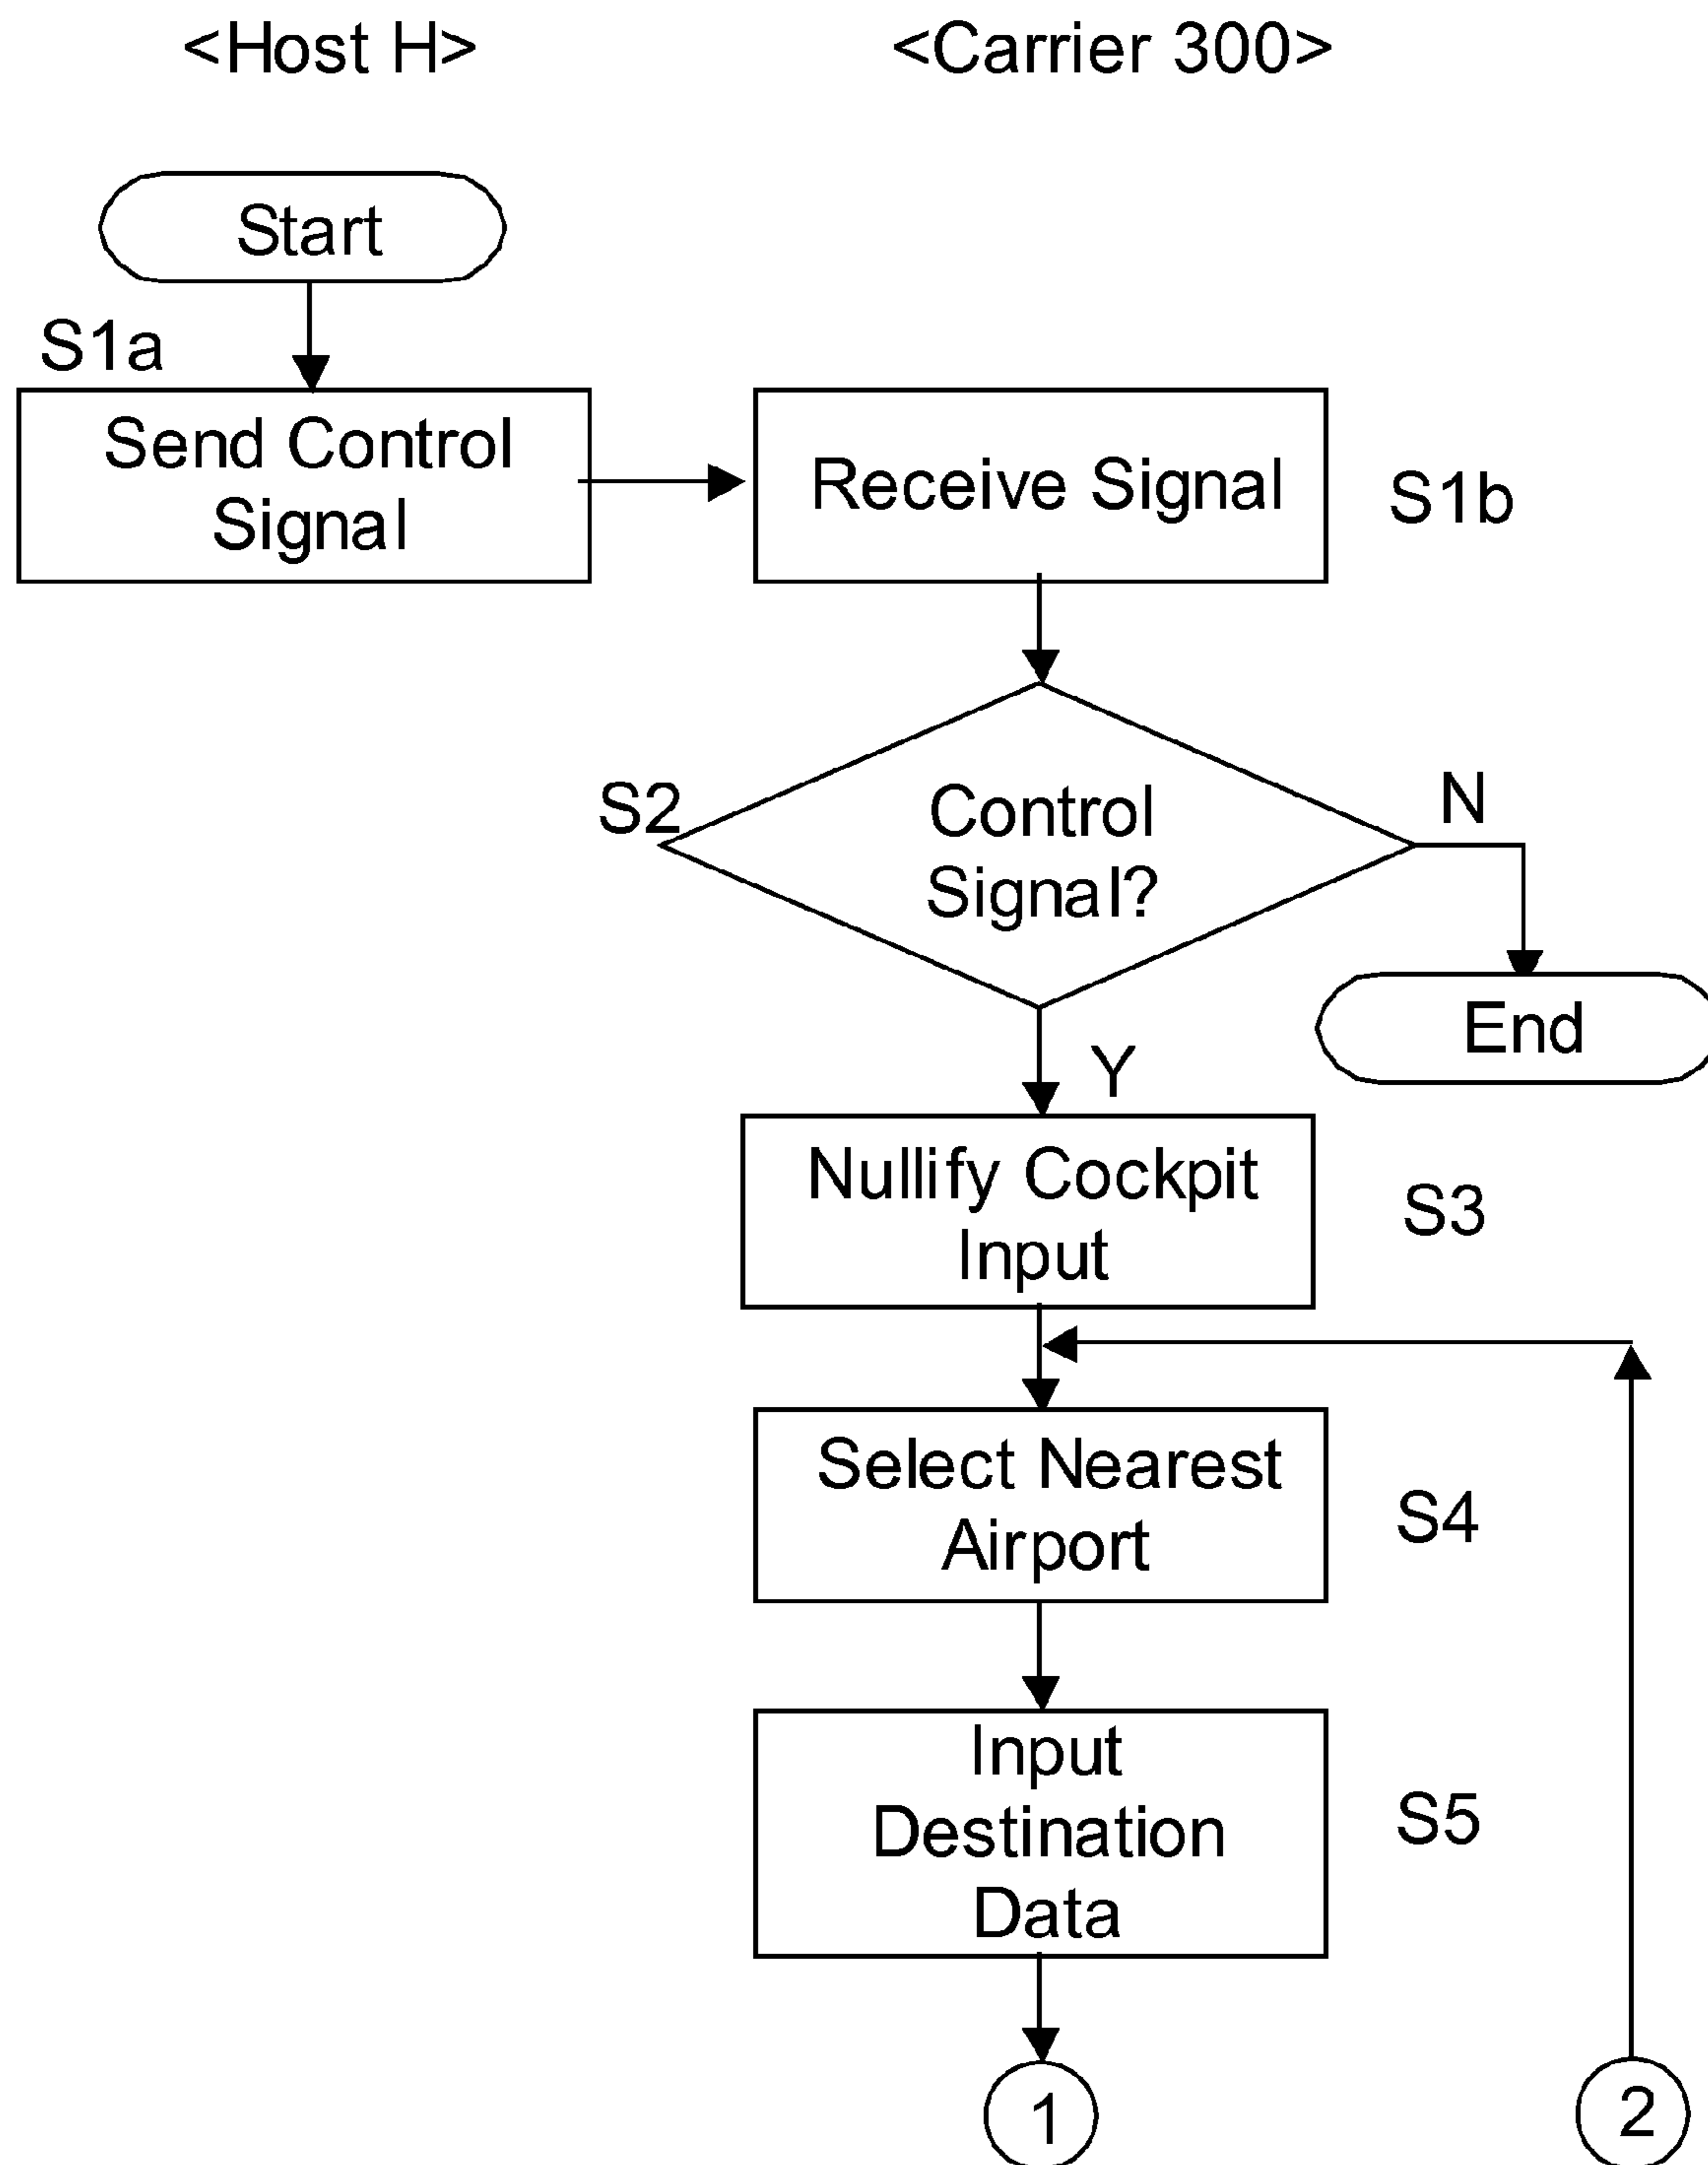 <Host H>
<Carrier 300>
Start
S1a
Send Control
Signal
Receive Signal
S1b
S2
Control
Signal?
N
End
Y
Nullify Cockpit
Input
S3
Select Nearest
Airport
S4
Input
Destination
Data
S5
1
2